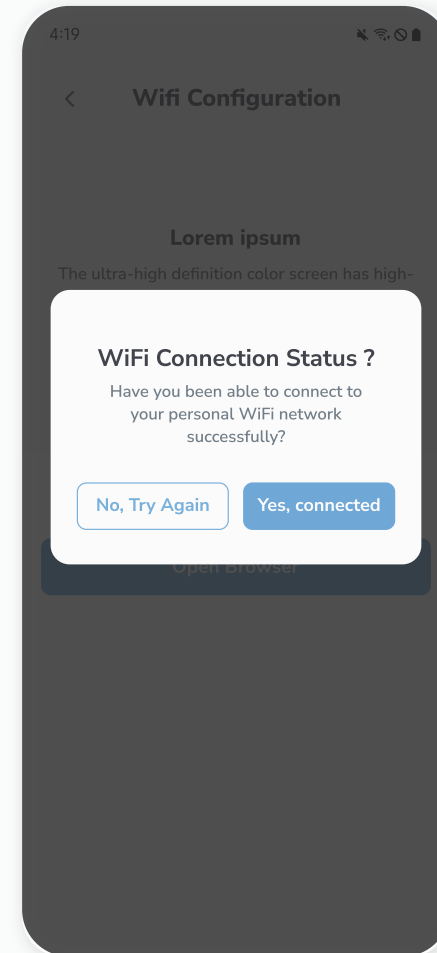 4:19
Wifi Configuration
Lorem ipsum
The ultra-high definition color screen has high-
WiFi Connection Status ?
Have you been able to connect to
your personal WiFi network
successfully?
No, Try Again
Yes, connected
Open Browser